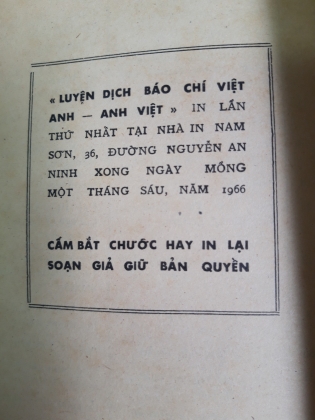 « LUYỆN DỊCH BÁO CHÍ VIỆT
ANH — ANH VIỆT » IN LẦN
THỨ NHẤT TẠI NHÀ IN NAM
SƠN, 36, ĐƯỜNG NGUYỄN AN
NINH XONG NGÀY MỒNG
MỘT THÁNG SÁU, NĂM 1966
CẤM BẮT CHƯỚC HAY IN LẠI
SOẠN GIẢ GIỮ BẢN QUYỀN